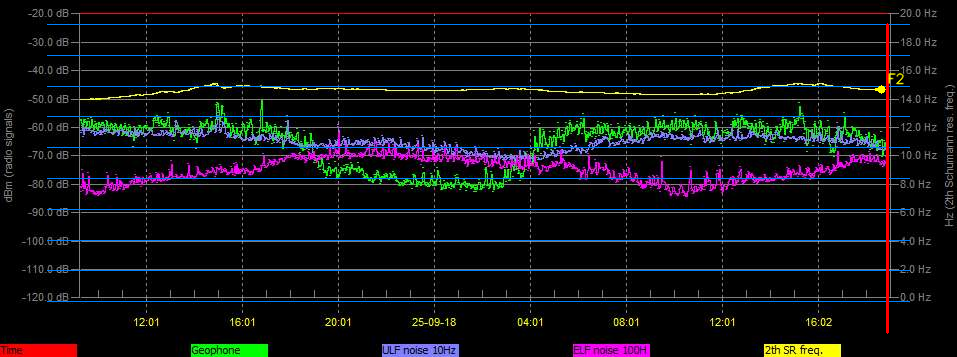 -20.0 dB 20.0 Hz
-30.0 dB 18.0 Hz
-40.0 dB 16.0 Hz
F2
-50.0 dB 14.0 Hz
-60.0 dB 12.0 Hz
-70.0 dB 10.0 Hz
-80.0 dB 8.0 Hz
-90.0 dB 6.0 Hz
-100.0 dB 4.0 Hz
-110.0 dB 2.0 Hz
-120.0 dB 0.0 Hz
dBm (radio signals)
Hz (2th Schumann res. freq.)
12:01 16:01 20:01 25-09-18 04:01 08:01 12:01 16:02
Time Geophone ULF noise 10Hz ELF noise 100H 2th SR freq.